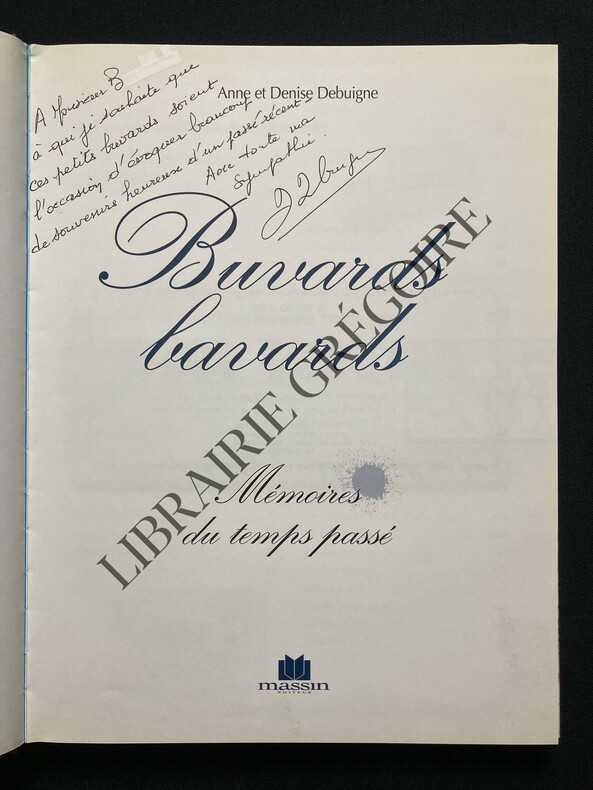 A Monsieur B
à qui je souhaite que
ces petits buvards soient
l'occasion d'évoquer beaucoup
de souvenirs heureux d'un passé récent
Avec toute ma
Sympathie.
Anne et Denise Debuigne
Buvards
bavards
LIBRAIRIE GRÉGOIRE
Mémoires
du temps passé
massin
EDITEUR